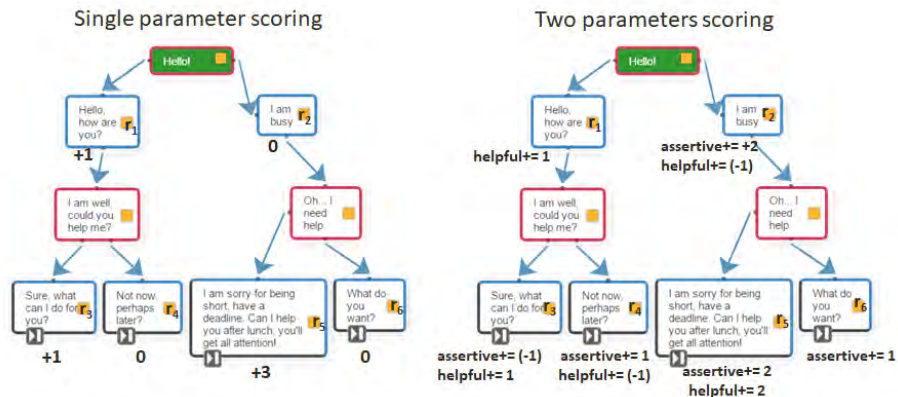 Single parameter scoring
Hello!
Hello,
how are
you?
r1
+1
I am
busy
r2
0
I am well,
could you
help me?
Oh... I
need
help
Sure, what
can I do for
you?
r3
+1
Not now,
perhaps
later?
r4
0
I am sorry for being
short, have a
deadline. Can I help
you after lunch, you'll
get all attention!
r5
+3
What do
you
want?
r6
0
Two parameters scoring
Hello!
Hello,
how are
you?
r1
helpful+= 1
I am
busy
r2
assertive+= +2
helpful+= (-1)
I am well,
could you
help me?
Oh... I
need
help
Sure, what
can I do for
you?
r3
assertive+= (-1)
helpful+= 1
Not now,
perhaps
later?
r4
assertive+= 1
helpful+= (-1)
I am sorry for being
short, have a
deadline. Can I help
you after lunch, you'll
get all attention!
r5
assertive+= 2
helpful+= 2
What do
you
want?
r6
assertive+= 1